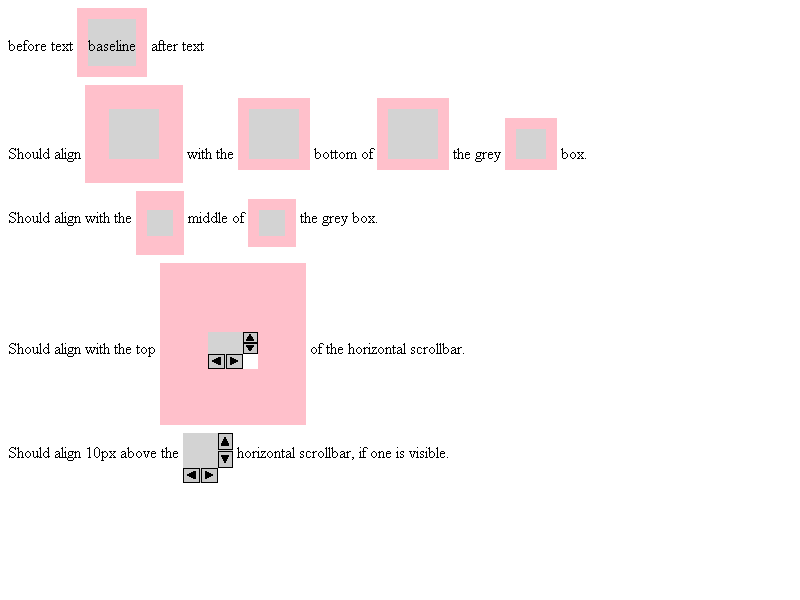 before text baseline after text
Should align with the bottom of the grey box.
Should align with the middle of the grey box.
Should align with the top of the horizontal scrollbar.
Should align 10px above the horizontal scrollbar, if one is visible.